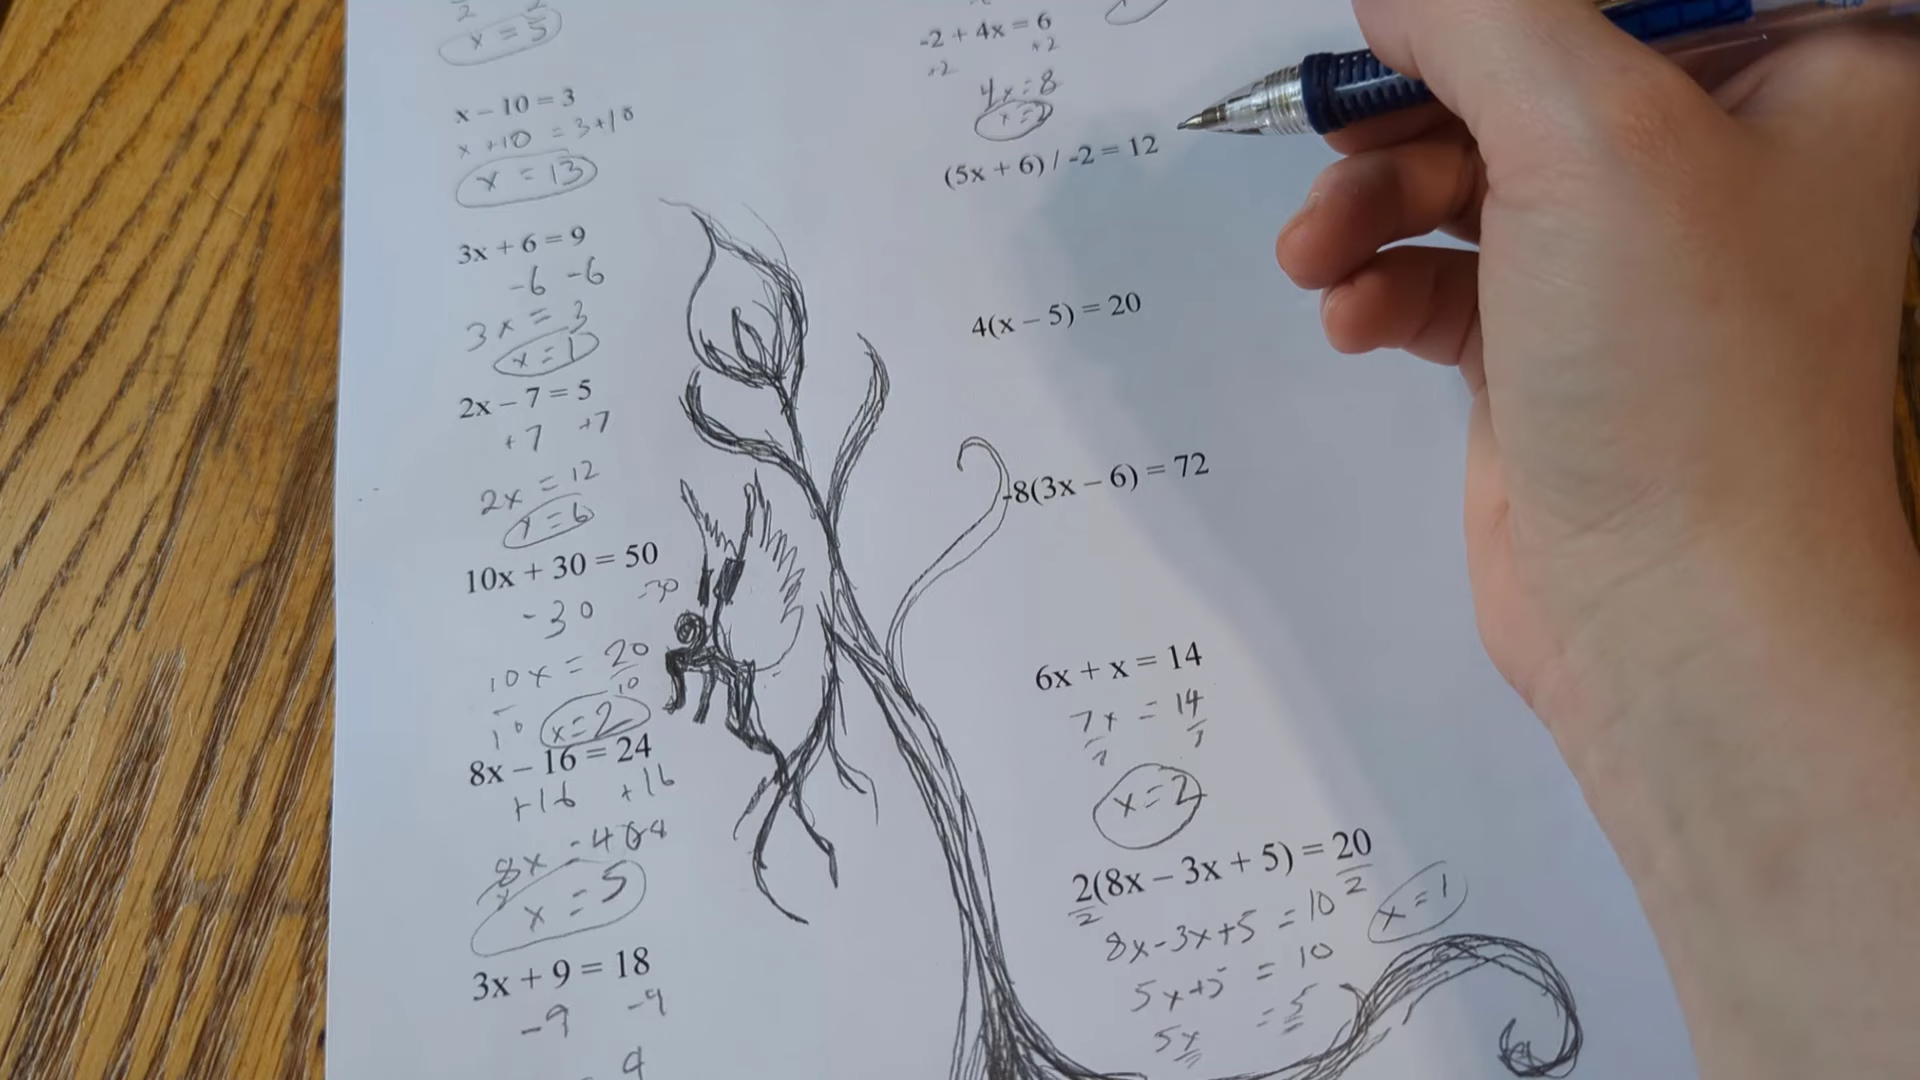 x = 5
x – 10 = 3
x +10 = 3+10
x = 13
3x + 6 = 9
-6 -6
3x = 3
x = 1
2x – 7 = 5
+7 +7
2x = 12
x = 6
10x + 30 = 50
-30 -30
10x = 20
10 10
x = 2
8x – 16 = 24
+16 +16
8x = 40
x = 5
3x + 9 = 18
-9 -9
9
-2 + 4x = 6
+2 +2
4x = 8
x = 2
(5x + 6) / -2 = 12
4(x – 5) = 20
-8(3x – 6) = 72
6x + x = 14
7x = 14
7 7
x = 2
2(8x – 3x + 5) = 20
2 2
8x-3x+5 = 10
x = 1
5x+5 = 10
5x = 5